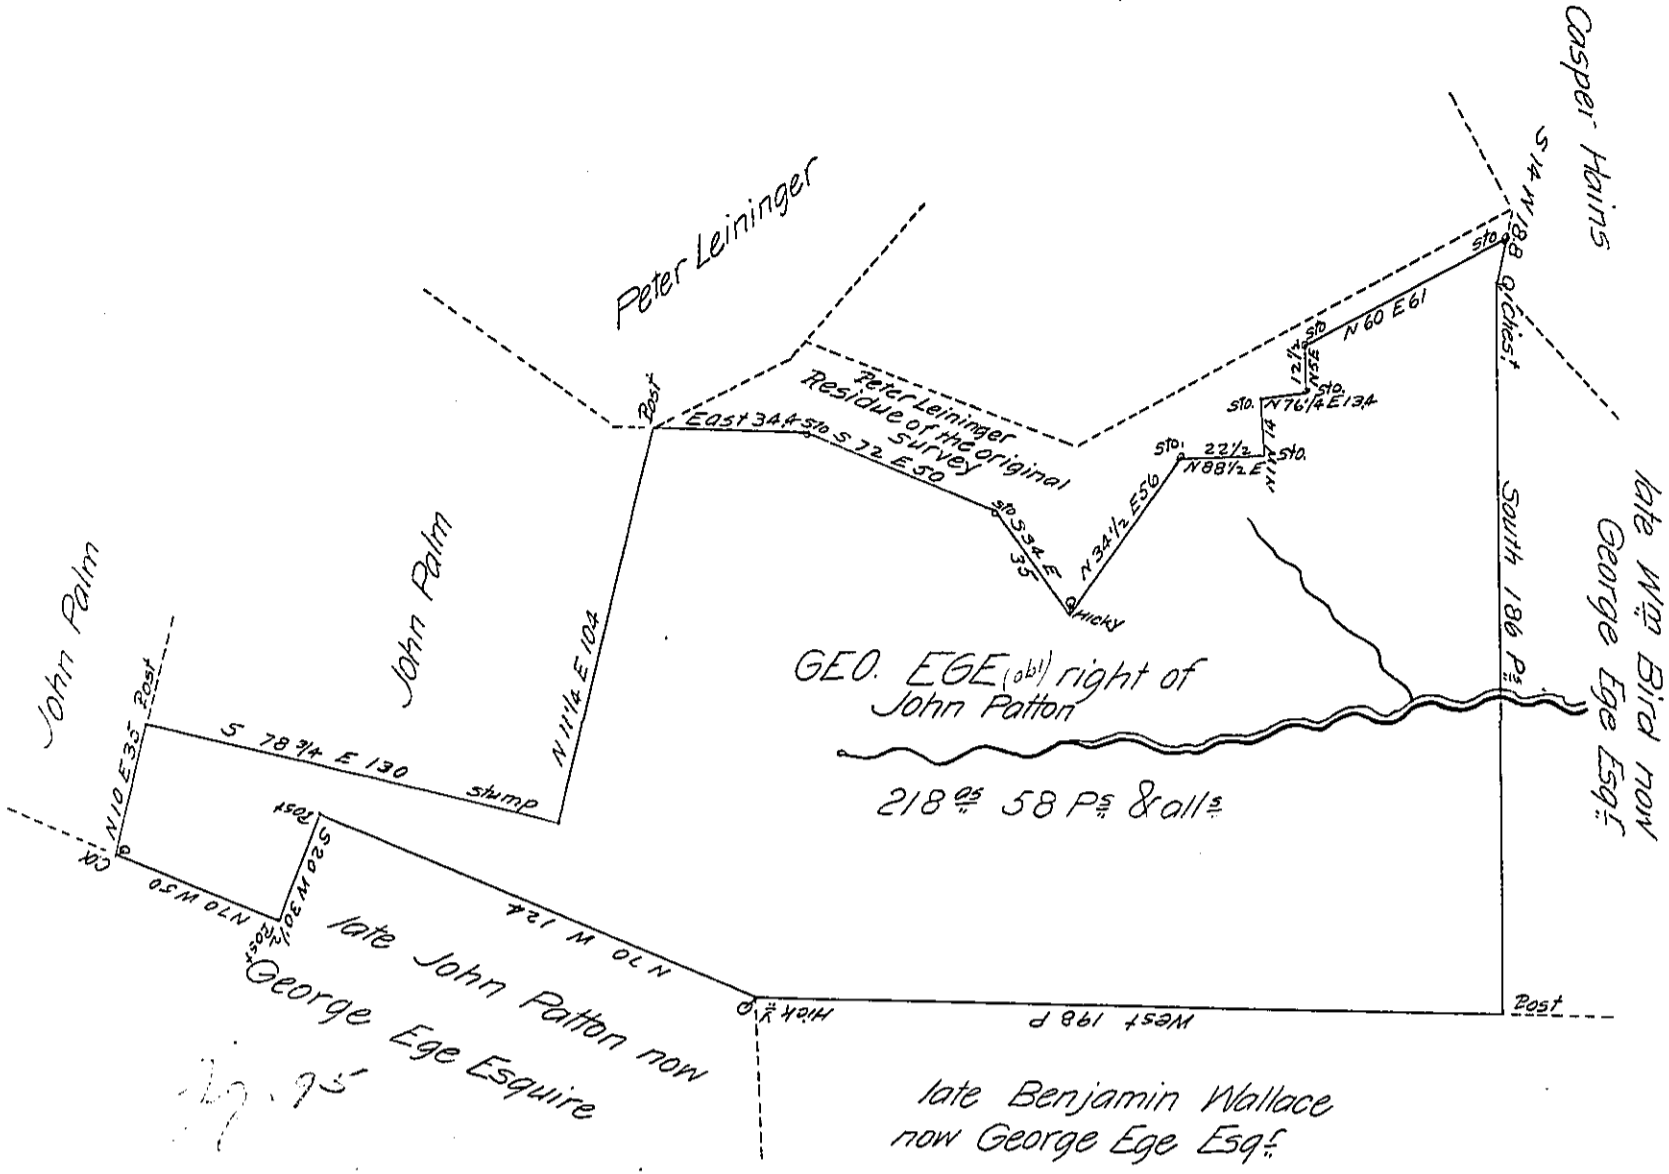 Casper Hains
S 14 W 18.8
Peter Leininger
sto
Q Chest
N 60 E 61
sto
12 1/2
N 5 E
sto.
N 76 1/4 E 13.4
sto.
Post
East 34.4
sto
S 72 E 50
Peter Leininger
Residue of the original
Survey
sto.
22 1/2
N 88 1/2 E
sto.
N 1 W 14
South 186 Ps
late Wm Bird now
George Ege Esqr
sto
S 34 E
35
N 34 1/2 E 56
Hicky
John Palm
John Palm
N 11 1/4 E 104
GEO. EGE (obl) right of
John Patton
218 as 58 Ps & alls
Post
N 10 E 35
S 78 3/4 E 130
stump
Post
S 20 W 30 1/2
Post
N 70 W 50
N 70 W 124
late John Patton now
George Ege Esquire
Hicky
West 198 P
Post
late Benjamin Wallace
now George Ege Esqr